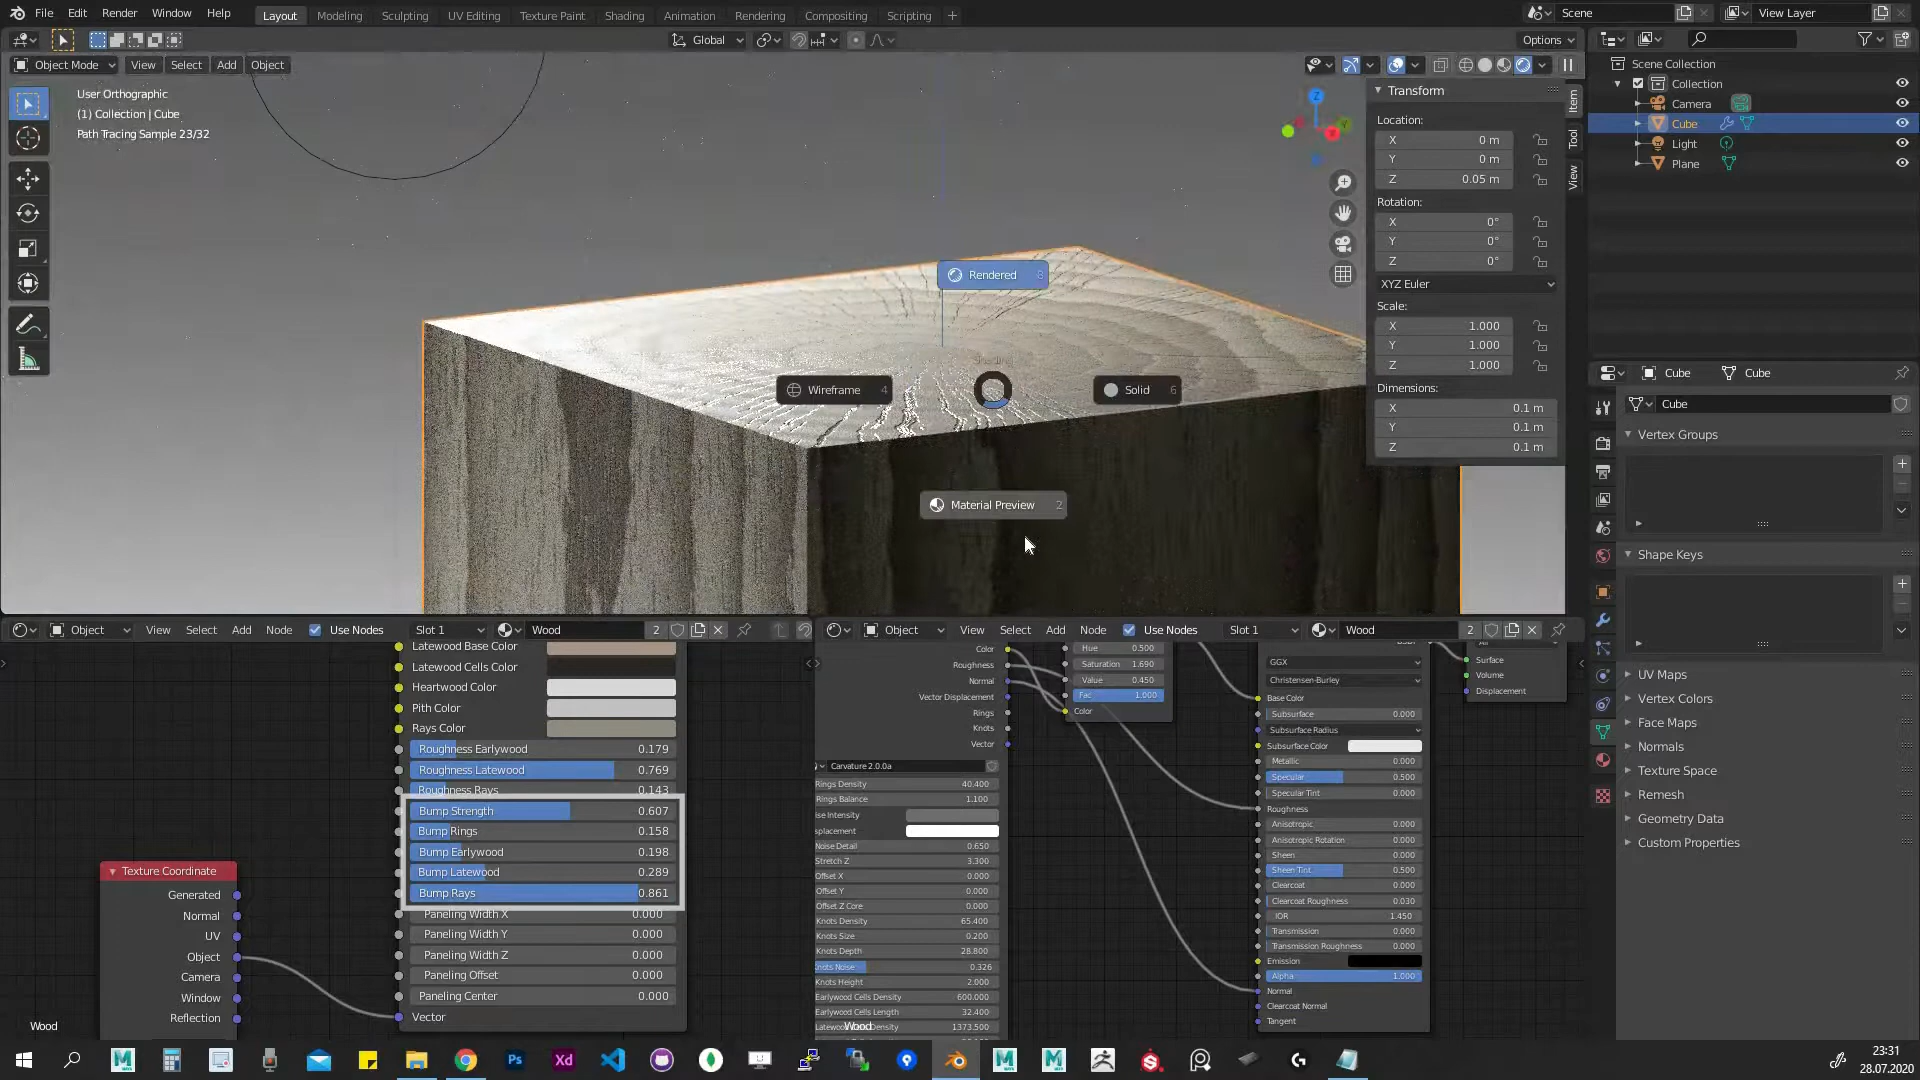 File Edit Render Window Help
Layout Modeling Sculpting UV Editing Texture Paint Shading Animation Rendering Compositing Scripting +
Scene
View Layer
Global
Options
Object Mode View Select Add Object
User Orthographic
(1) Collection | Cube
Path Tracing Sample 23/32
Z
Rendered 8
Wireframe 4
Solid 6
Material Preview 2
Transform
Location:
X 0 m
Y 0 m
Z 0.05 m
Rotation:
X 0°
Y 0°
Z 0°
XYZ Euler
Scale:
X 1.000
Y 1.000
Z 1.000
Dimensions:
X 0.1 m
Y 0.1 m
Z 0.1 m
Item
Tool
View
Scene Collection
Collection
Camera
Cube
Light
Plane
Cube Cube
Cube
Vertex Groups
Shape Keys
UV Maps
Vertex Colors
Face Maps
Normals
Texture Space
Remesh
Geometry Data
Custom Properties
Object View Select Add Node Use Nodes Slot 1 Wood 2
Latewood Base Color
Latewood Cells Color
Heartwood Color
Pith Color
Rays Color
Roughness Earlywood 0.179
Roughness Latewood 0.769
Roughness Rays 0.143
Bump Strength 0.607
Bump Rings 0.158
Bump Earlywood 0.198
Bump Latewood 0.289
Bump Rays 0.861
Paneling Width X 0.000
Paneling Width Y 0.000
Paneling Width Z 0.000
Paneling Offset 0.000
Paneling Center 0.000
Vector
Texture Coordinate
Generated
Normal
UV
Object
Camera
Window
Reflection
Wood
Object View Select Add Node Use Nodes Slot 1 Wood 2
Color
Roughness
Normal
Vector Displacement
Rings
Knots
Vector
Carvature 2.0.0a
Rings Density 40.400
Rings Balance 1.100
ise Intensity
splacement
Noise Detail 0.650
Stretch Z 3.300
Offset X 0.000
Offset Y 0.000
Offset Z Core 0.000
Knots Density 65.400
Knots Size 0.200
Knots Depth 28.800
Knots Noise 0.326
Knots Height 2.000
Earlywood Cells Density 600.000
Earlywood Cells Length 32.400
Wood 1373.500
Hue 0.500
Saturation 1.690
Value 0.450
Fac 1.000
Color
GGX
Christensen-Burley
Base Color
Subsurface 0.000
Subsurface Radius
Subsurface Color
Metallic 0.000
Specular 0.500
Specular Tint 0.000
Roughness
Anisotropic 0.000
Anisotropic Rotation 0.000
Sheen 0.000
Sheen Tint 0.500
Clearcoat 0.000
Clearcoat Roughness 0.030
IOR 1.450
Transmission 0.000
Transmission Roughness 0.000
Emission
Alpha 1.000
Normal
Clearcoat Normal
Tangent
Surface
Volume
Displacement
Ps Xd
23:31
28.07.2020